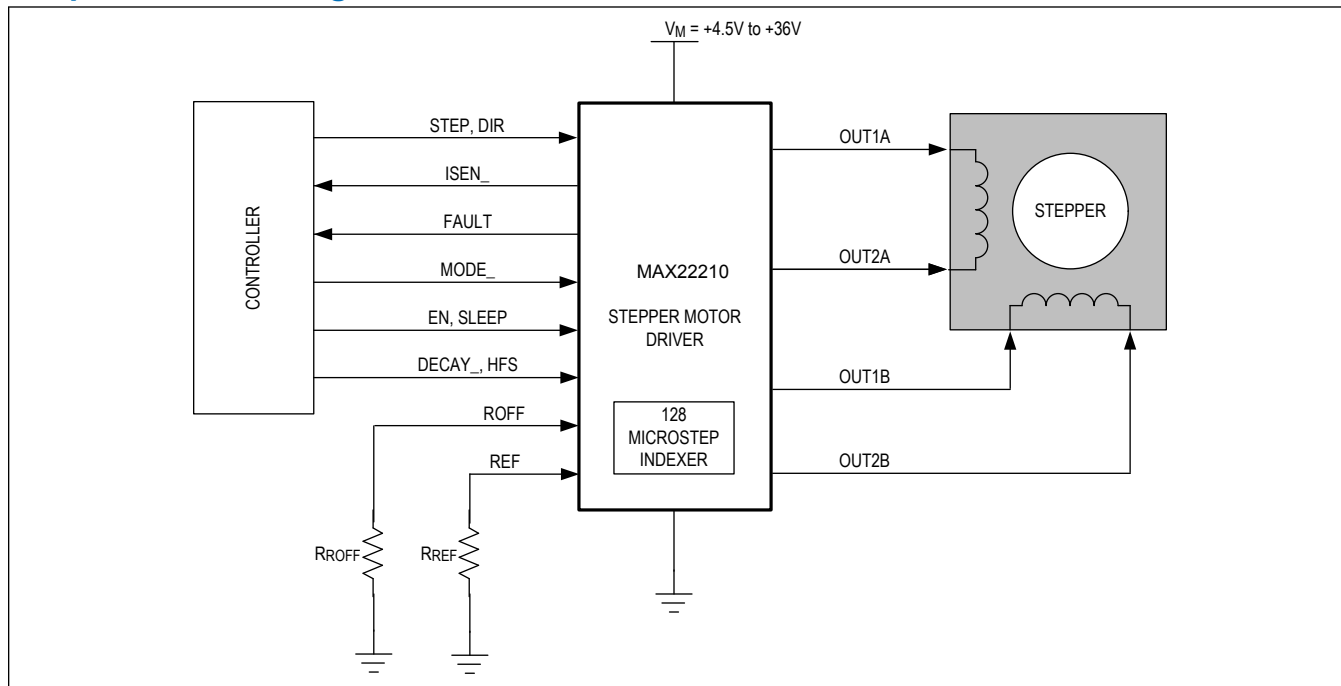 VM = +4.5V to +36V
CONTROLLER
STEP, DIR
ISEN_
FAULT
MODE_
EN, SLEEP
DECAY_, HFS
ROFF
REF
RROFF
RREF
MAX22210
STEPPER MOTOR
DRIVER
128
MICROSTEP
INDEXER
OUT1A
OUT2A
OUT1B
OUT2B
STEPPER